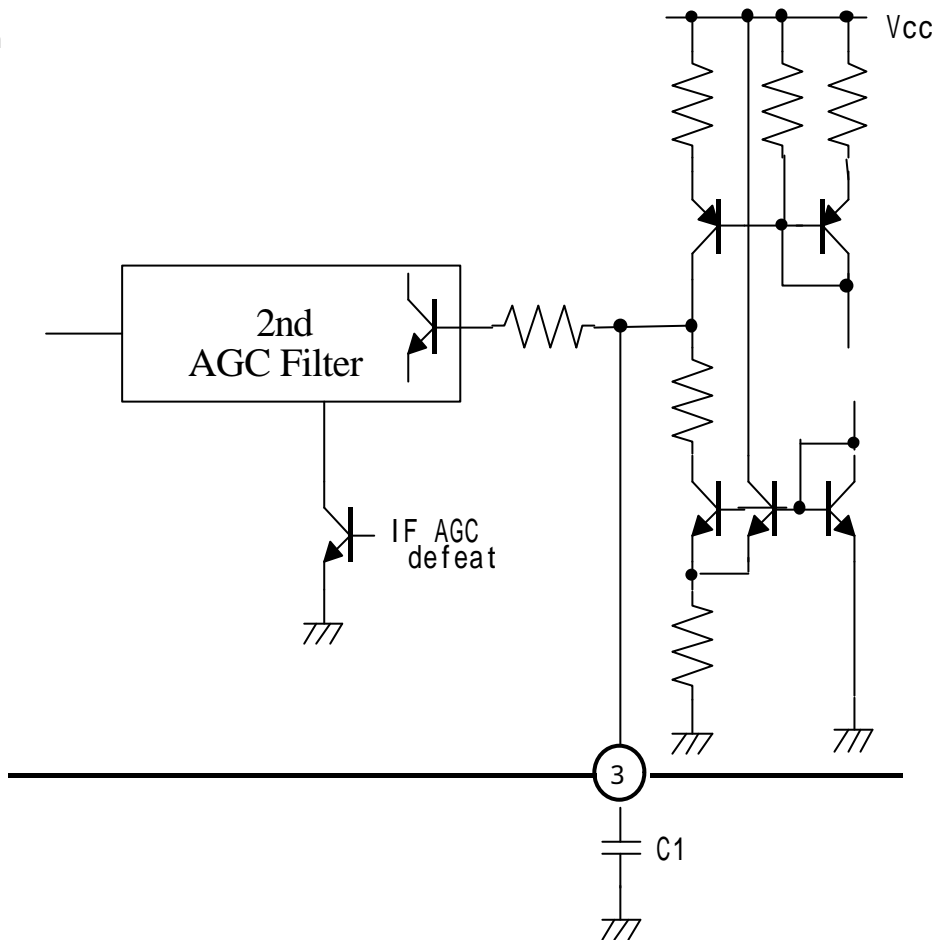 Vcc
2nd
AGC Filter
IF AGC
defeat
3
C1